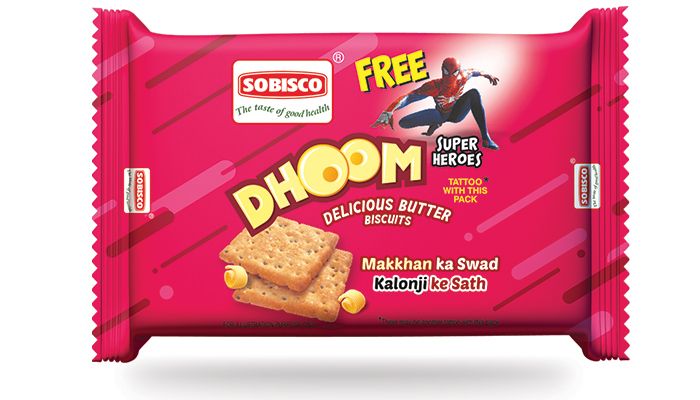 SOBISCO
The taste of good health
®
FREE
SUPER
HEROES
TATTOO*
WITH THIS
PACK
DHOOM
DELICIOUS BUTTER
BISCUITS
Makkhan ka Swad
Kalonji ke Sath
SOBISCO
SOBISCO